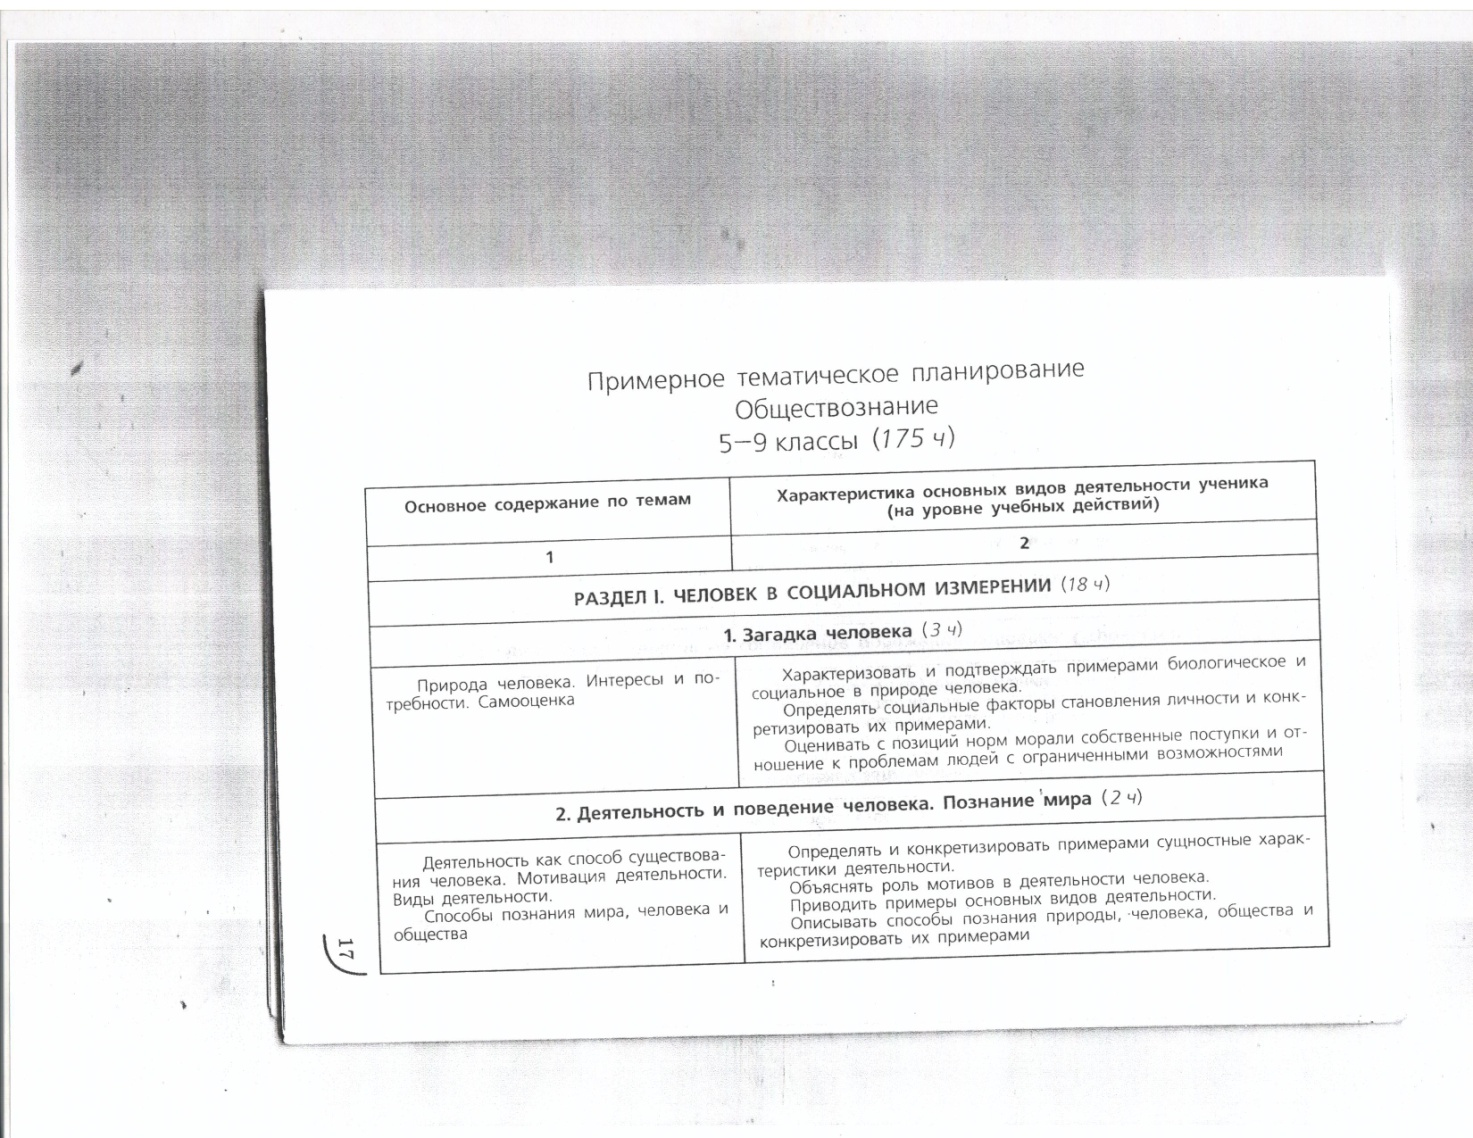 Примерное тематическое планирование
Обществознание
5—9 классы (175 ч)
Основное содержание по темам
Характеристика основных видов деятельности ученика
(на уровне учебных действий)
1
2
РАЗДЕЛ I. ЧЕЛОВЕК В СОЦИАЛЬНОМ ИЗМЕРЕНИИ (18 ч)
1. Загадка человека (3 ч)
Природа человека. Интересы и по-
требности. Самооценка
Характеризовать и подтверждать примерами биологическое и
социальное в природе человека.
Определять социальные факторы становления личности и конк-
ретизировать их примерами.
Оценивать с позиций норм морали собственные поступки и от-
ношение к проблемам людей с ограниченными возможностями
2. Деятельность и поведение человека. Познание мира (2 ч)
Деятельность как способ существова-
ния человека. Мотивация деятельности.
Виды деятельности.
Способы познания мира, человека и
общества
Определять и конкретизировать примерами сущностные харак-
теристики деятельности.
Объяснять роль мотивов в деятельности человека.
Приводить примеры основных видов деятельности.
Описывать способы познания природы, человека, общества и
конкретизировать их примерами
17